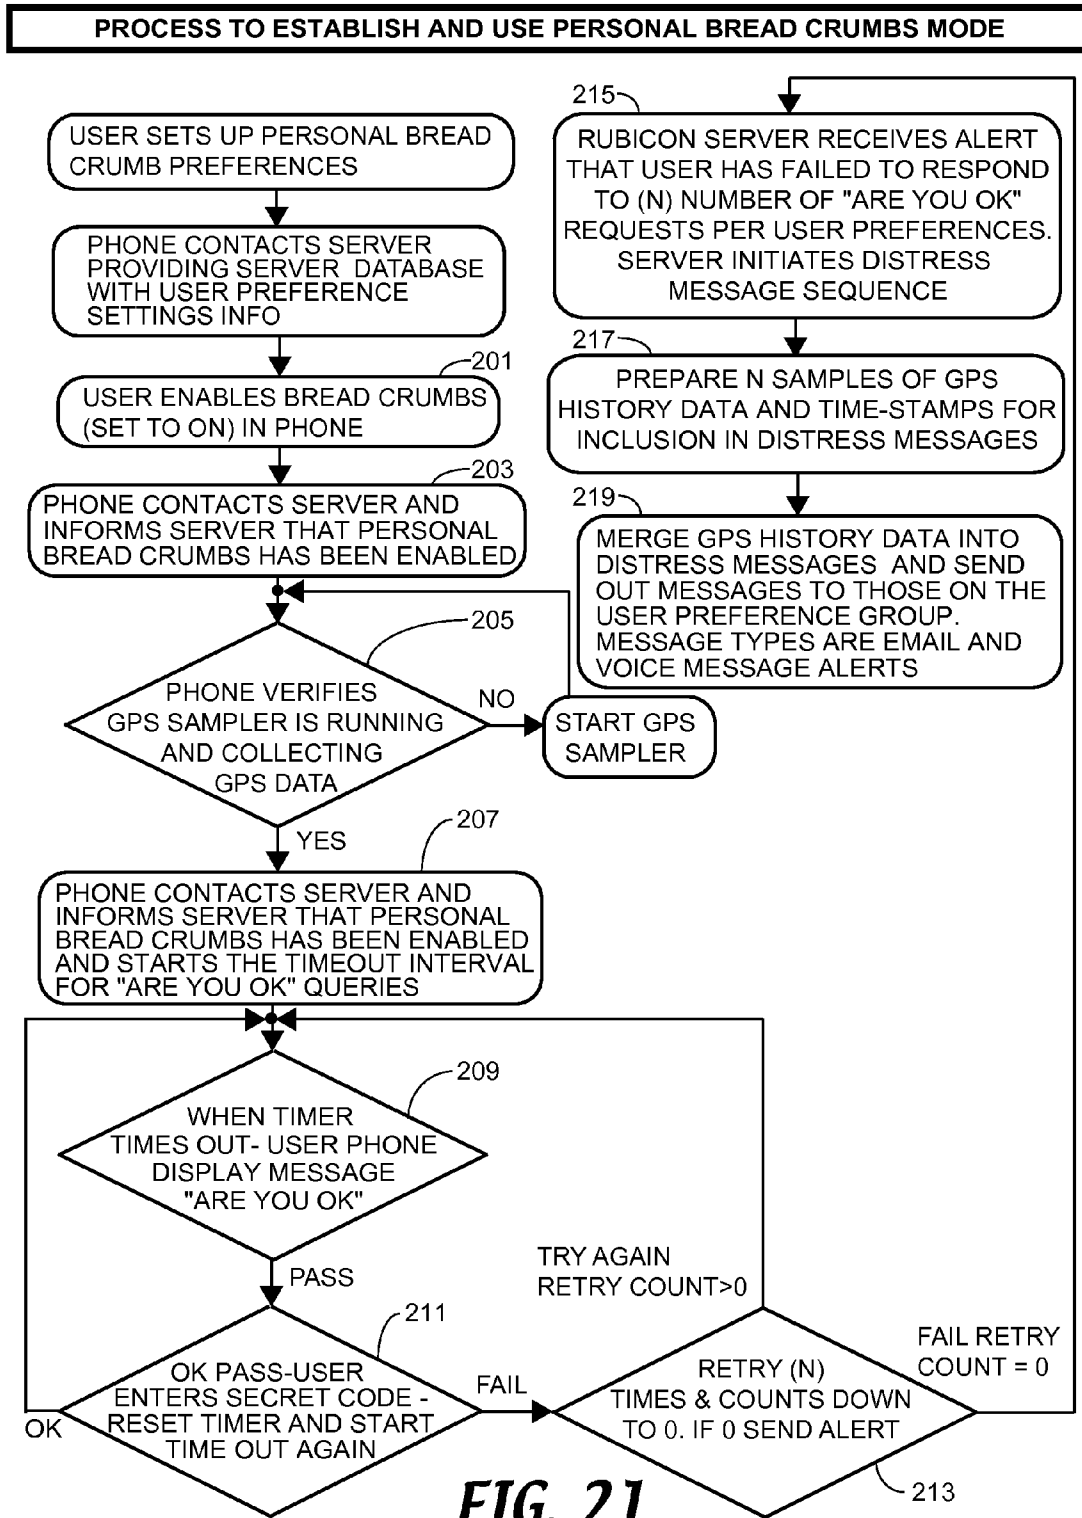 PROCESS TO ESTABLISH AND USE PERSONAL BREAD CRUMBS MODE
USER SETS UP PERSONAL BREAD
CRUMB PREFERENCES
PHONE CONTACTS SERVER
PROVIDING SERVER DATABASE
WITH USER PREFERENCE
SETTINGS INFO
201
USER ENABLES BREAD CRUMBS
(SET TO ON) IN PHONE
203
PHONE CONTACTS SERVER AND
INFORMS SERVER THAT PERSONAL
BREAD CRUMBS HAS BEEN ENABLED
205
PHONE VERIFIES
GPS SAMPLER IS RUNNING
AND COLLECTING
GPS DATA
NO
START GPS
SAMPLER
YES
207
PHONE CONTACTS SERVER AND
INFORMS SERVER THAT PERSONAL
BREAD CRUMBS HAS BEEN ENABLED
AND STARTS THE TIMEOUT INTERVAL
FOR "ARE YOU OK" QUERIES
209
WHEN TIMER
TIMES OUT- USER PHONE
DISPLAY MESSAGE
"ARE YOU OK"
PASS
211
OK PASS-USER
ENTERS SECRET CODE -
RESET TIMER AND START
TIME OUT AGAIN
OK
FAIL
TRY AGAIN
RETRY COUNT>0
RETRY (N)
TIMES & COUNTS DOWN
TO 0. IF 0 SEND ALERT
213
FAIL RETRY
COUNT = 0
215
RUBICON SERVER RECEIVES ALERT
THAT USER HAS FAILED TO RESPOND
TO (N) NUMBER OF "ARE YOU OK"
REQUESTS PER USER PREFERENCES.
SERVER INITIATES DISTRESS
MESSAGE SEQUENCE
217
PREPARE N SAMPLES OF GPS
HISTORY DATA AND TIME-STAMPS FOR
INCLUSION IN DISTRESS MESSAGES
219
MERGE GPS HISTORY DATA INTO
DISTRESS MESSAGES AND SEND
OUT MESSAGES TO THOSE ON THE
USER PREFERENCE GROUP.
MESSAGE TYPES ARE EMAIL AND
VOICE MESSAGE ALERTS
FIG. 21